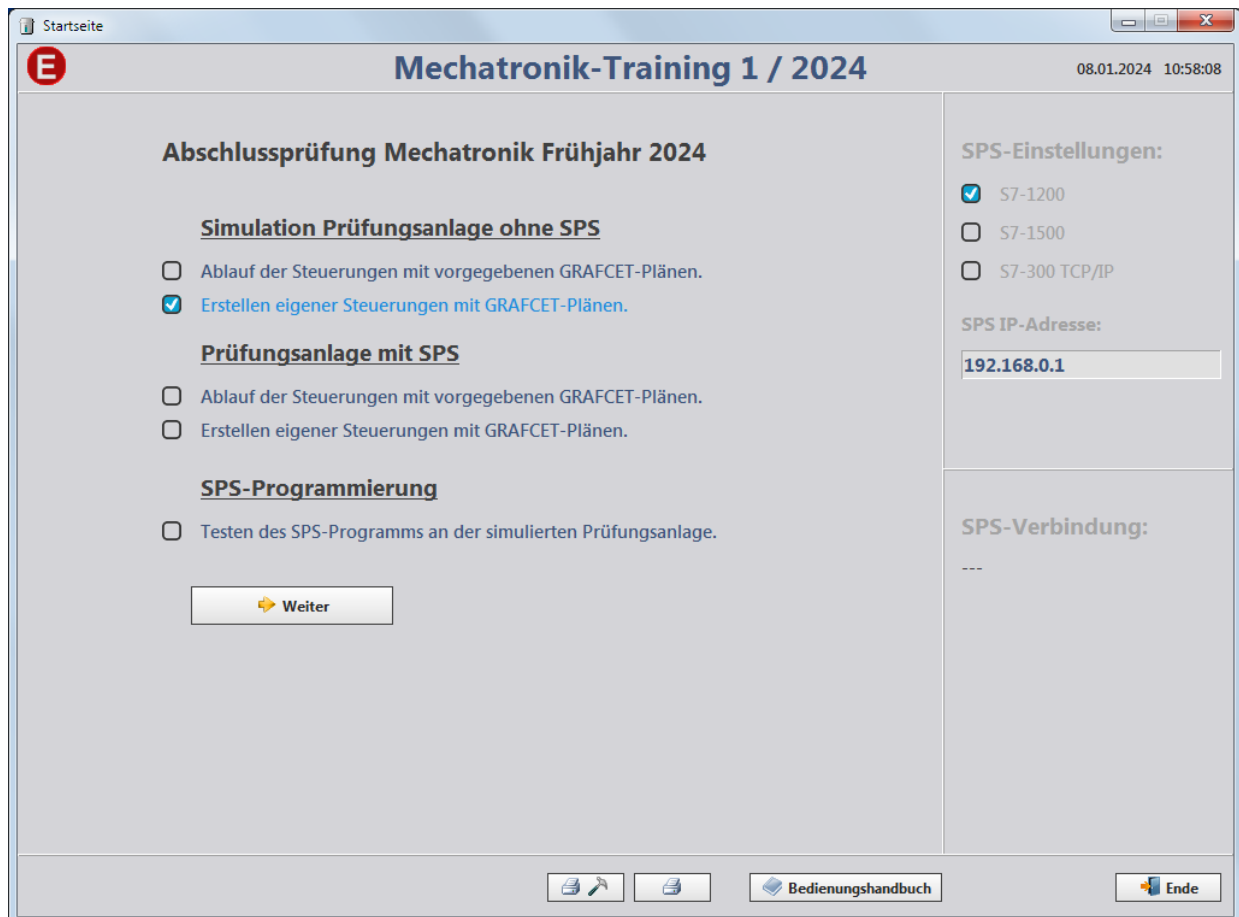 Startseite
E
Mechatronik-Training 1 / 2024
08.01.2024 10:58:08
Abschlussprüfung Mechatronik Frühjahr 2024
Simulation Prüfungsanlage ohne SPS
Ablauf der Steuerungen mit vorgegebenen GRAFCET-Plänen.
Erstellen eigener Steuerungen mit GRAFCET-Plänen.
Prüfungsanlage mit SPS
Ablauf der Steuerungen mit vorgegebenen GRAFCET-Plänen.
Erstellen eigener Steuerungen mit GRAFCET-Plänen.
SPS-Programmierung
Testen des SPS-Programms an der simulierten Prüfungsanlage.
Weiter
SPS-Einstellungen:
S7-1200
S7-1500
S7-300 TCP/IP
SPS IP-Adresse:
192.168.0.1
SPS-Verbindung:
---
Bedienungshandbuch
Ende